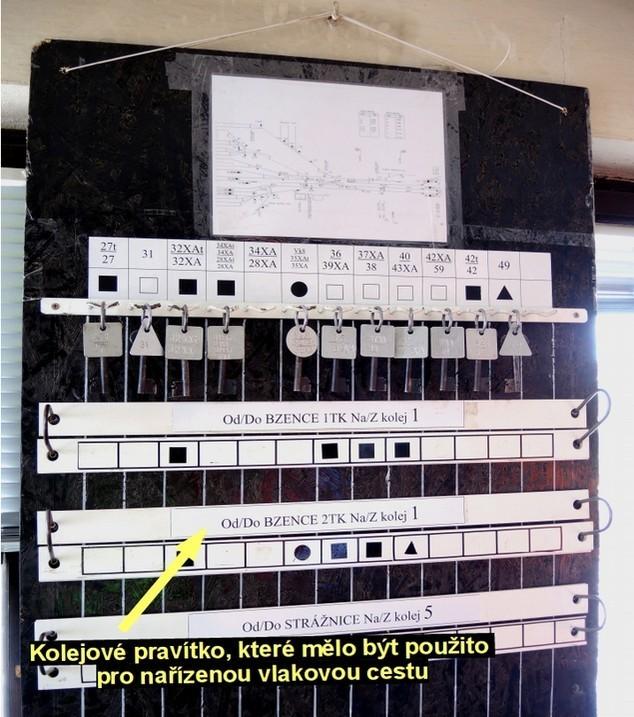 27t 31 32XAt 34XAt 34XA 28XA 36 37XA 40 42XA 42t 49
27 32XA 39XA 38 43XA 59 42
Od/Do BZENCE 1TK Na/Z kolej 1
Od/Do BZENCE 2TK Na/Z kolej 1
Od/Do STRÁŽNICE Na/Z kolej 5
Kolejové pravítko, které mělo být použito
pro nařízenou vlakovou cestu